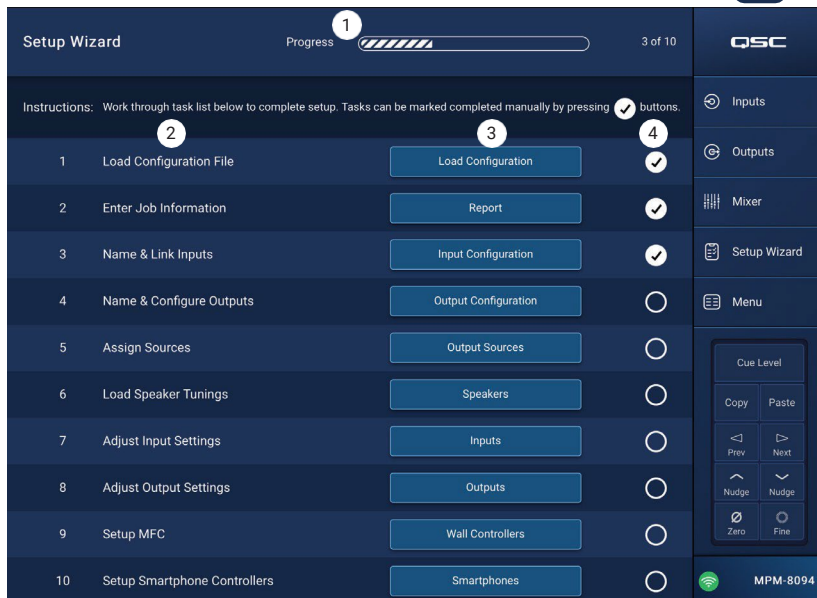 1
Setup Wizard Progress 3 of 10 QSC
Instructions: Work through task list below to complete setup. Tasks can be marked completed manually by pressing buttons.
2 3 4
1 Load Configuration File Load Configuration
2 Enter Job Information Report
3 Name & Link Inputs Input Configuration
4 Name & Configure Outputs Output Configuration
5 Assign Sources Output Sources
6 Load Speaker Tunings Speakers
7 Adjust Input Settings Inputs
8 Adjust Output Settings Outputs
9 Setup MFC Wall Controllers
10 Setup Smartphone Controllers Smartphones
Inputs
Outputs
Mixer
Setup Wizard
Menu
Cue Level
Copy Paste
Prev Next
Nudge Nudge
Zero Fine
MPM-8094